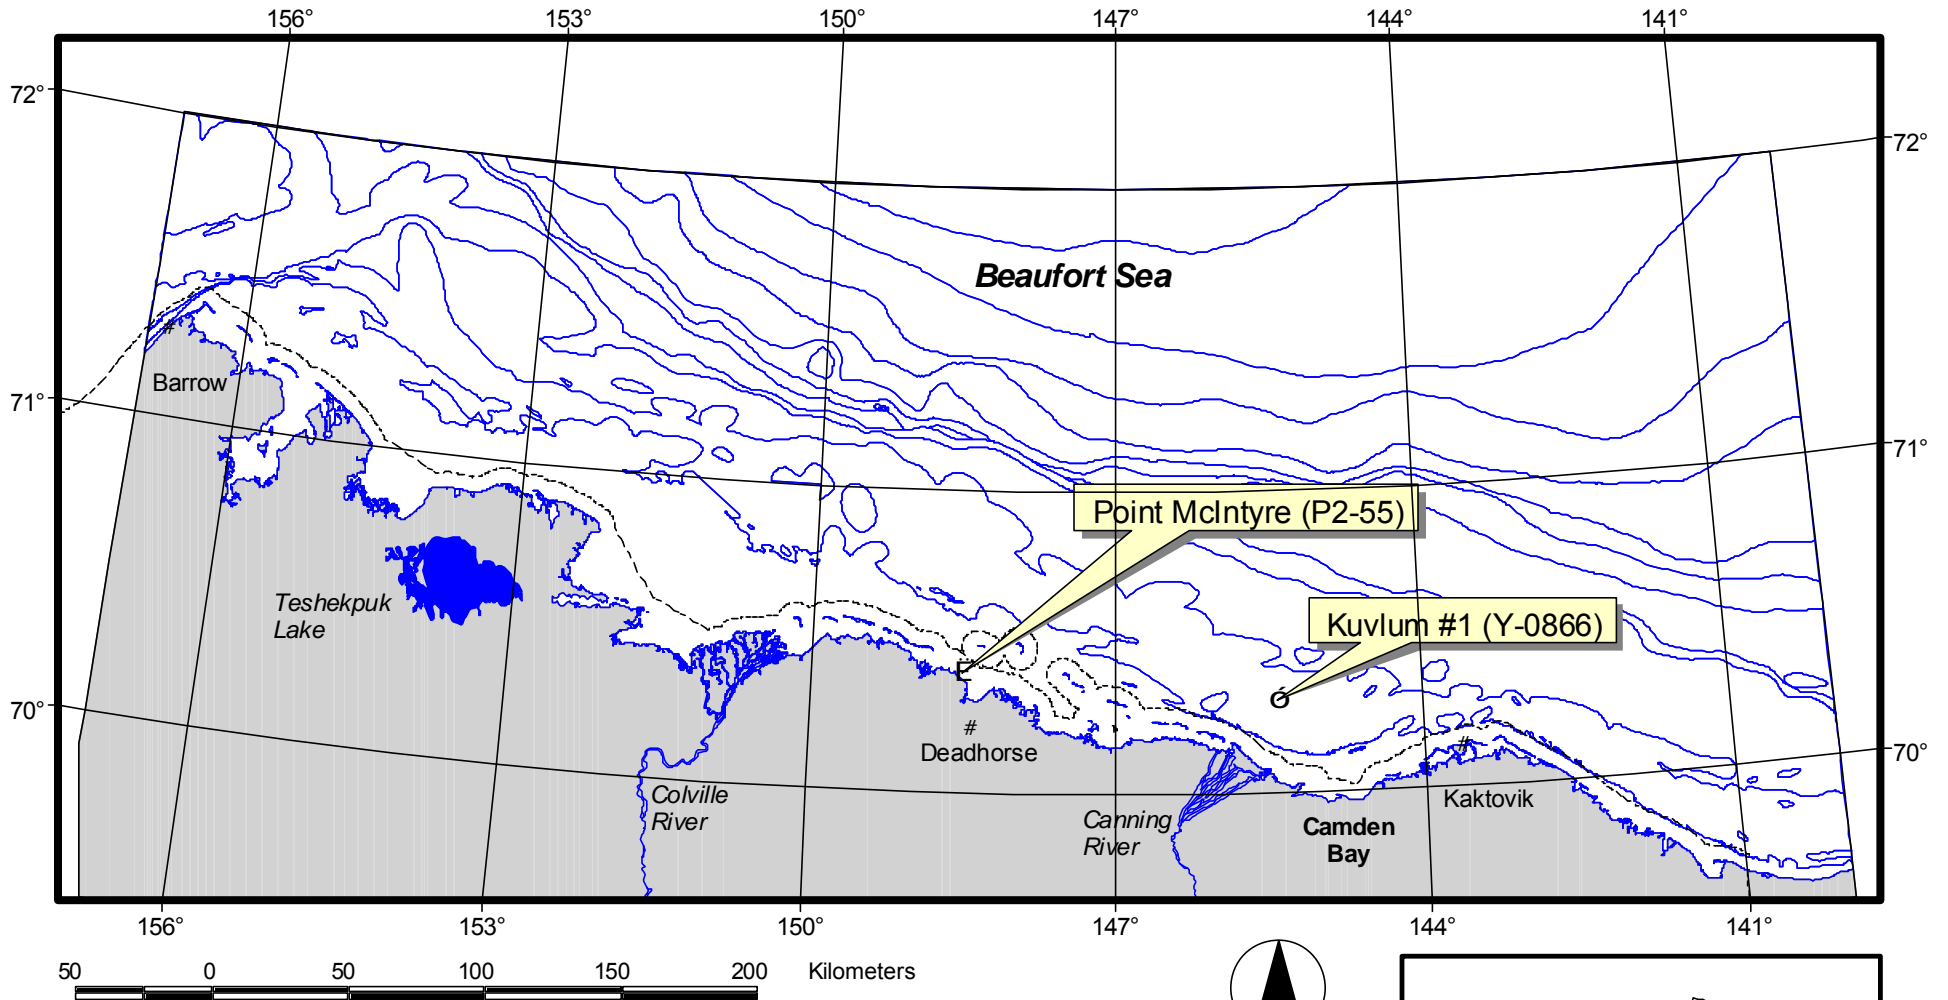 156° 153° 150° 147° 144° 141°
72°
72°
Beaufort Sea
Barrow
71°
71°
Point McIntyre (P2-55)
Teshekpuk
Lake
Kuvlum #1 (Y-0866)
70°
70°
Deadhorse
Colville
River
Canning
River
Kaktovik
Camden
Bay
156° 153° 150° 147° 144° 141°
50 0 50 100 150 200 Kilometers